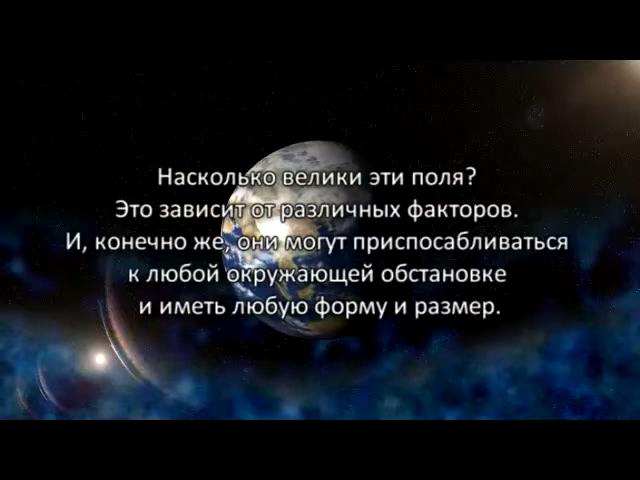 Насколько велики эти поля?
Это зависит от различных факторов.
И, конечно же, они могут приспосабливаться
к любой окружающей обстановке
и иметь любую форму и размер.